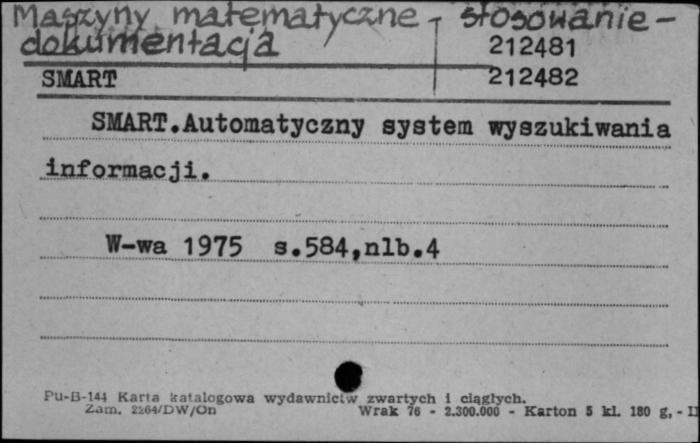 Maszyny matematyczne - stosowanie -
dokumentacja
212481
SMART
212482
SMART.Automatyczny system wyszukiwania
informacji.
W-wa 1975 s.584,nlb.4
Pu-B-144 Karta katalogowa wydawnictw zwartych i ciągłych.
Zam. 2264/DW/On Wrak 76 - 2.300.000 - Karton 5 kl. 180 g, - II